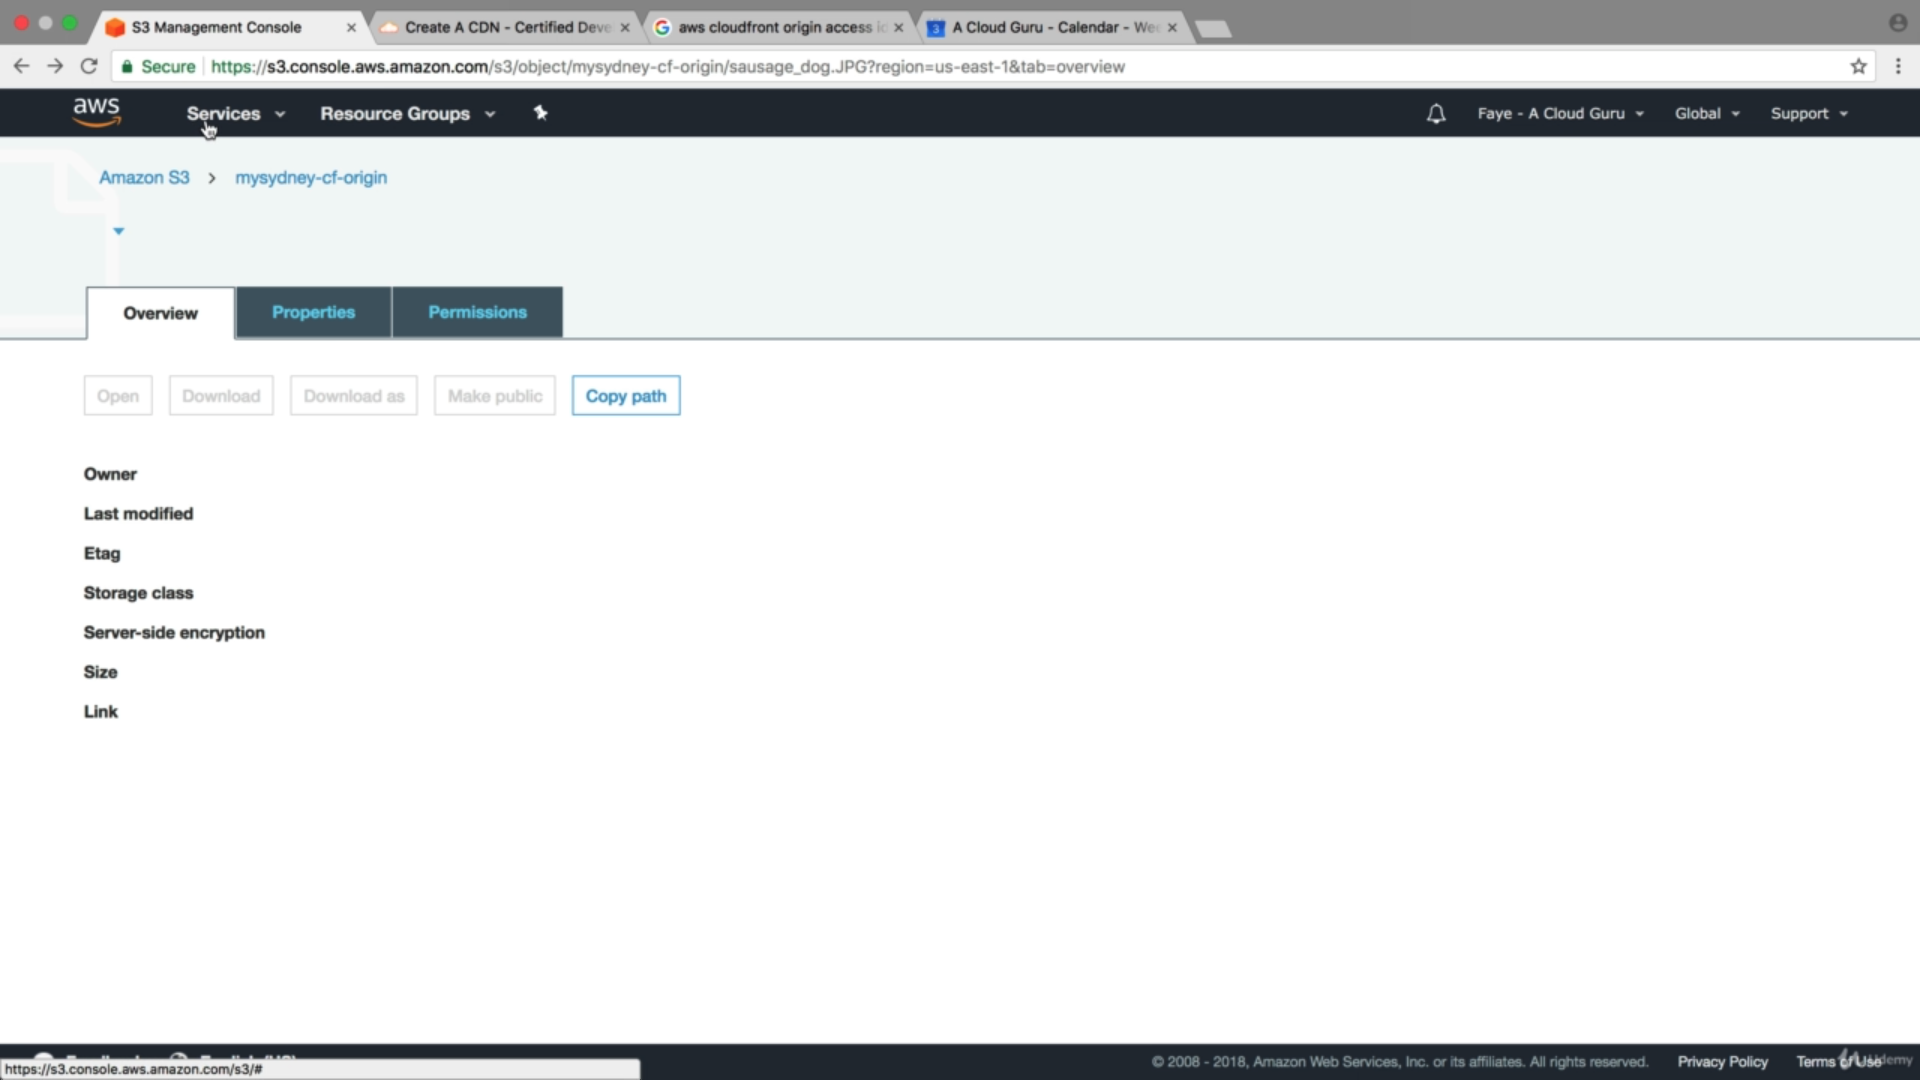 S3 Management Console
Create A CDN - Certified Deve
aws cloudfront origin access id
3 A Cloud Guru - Calendar - Wee
Secure https://s3.console.aws.amazon.com/s3/object/mysydney-cf-origin/sausage_dog.JPG?region=us-east-1&tab=overview
aws Services Resource Groups Faye - A Cloud Guru Global Support
Amazon S3 > mysydney-cf-origin
Overview Properties Permissions
Open Download Download as Make public Copy path
Owner
Last modified
Etag
Storage class
Server-side encryption
Size
Link
https://s3.console.aws.amazon.com/s3/#
© 2008 - 2018, Amazon Web Services, Inc. or its affiliates. All rights reserved. Privacy Policy Terms of Use